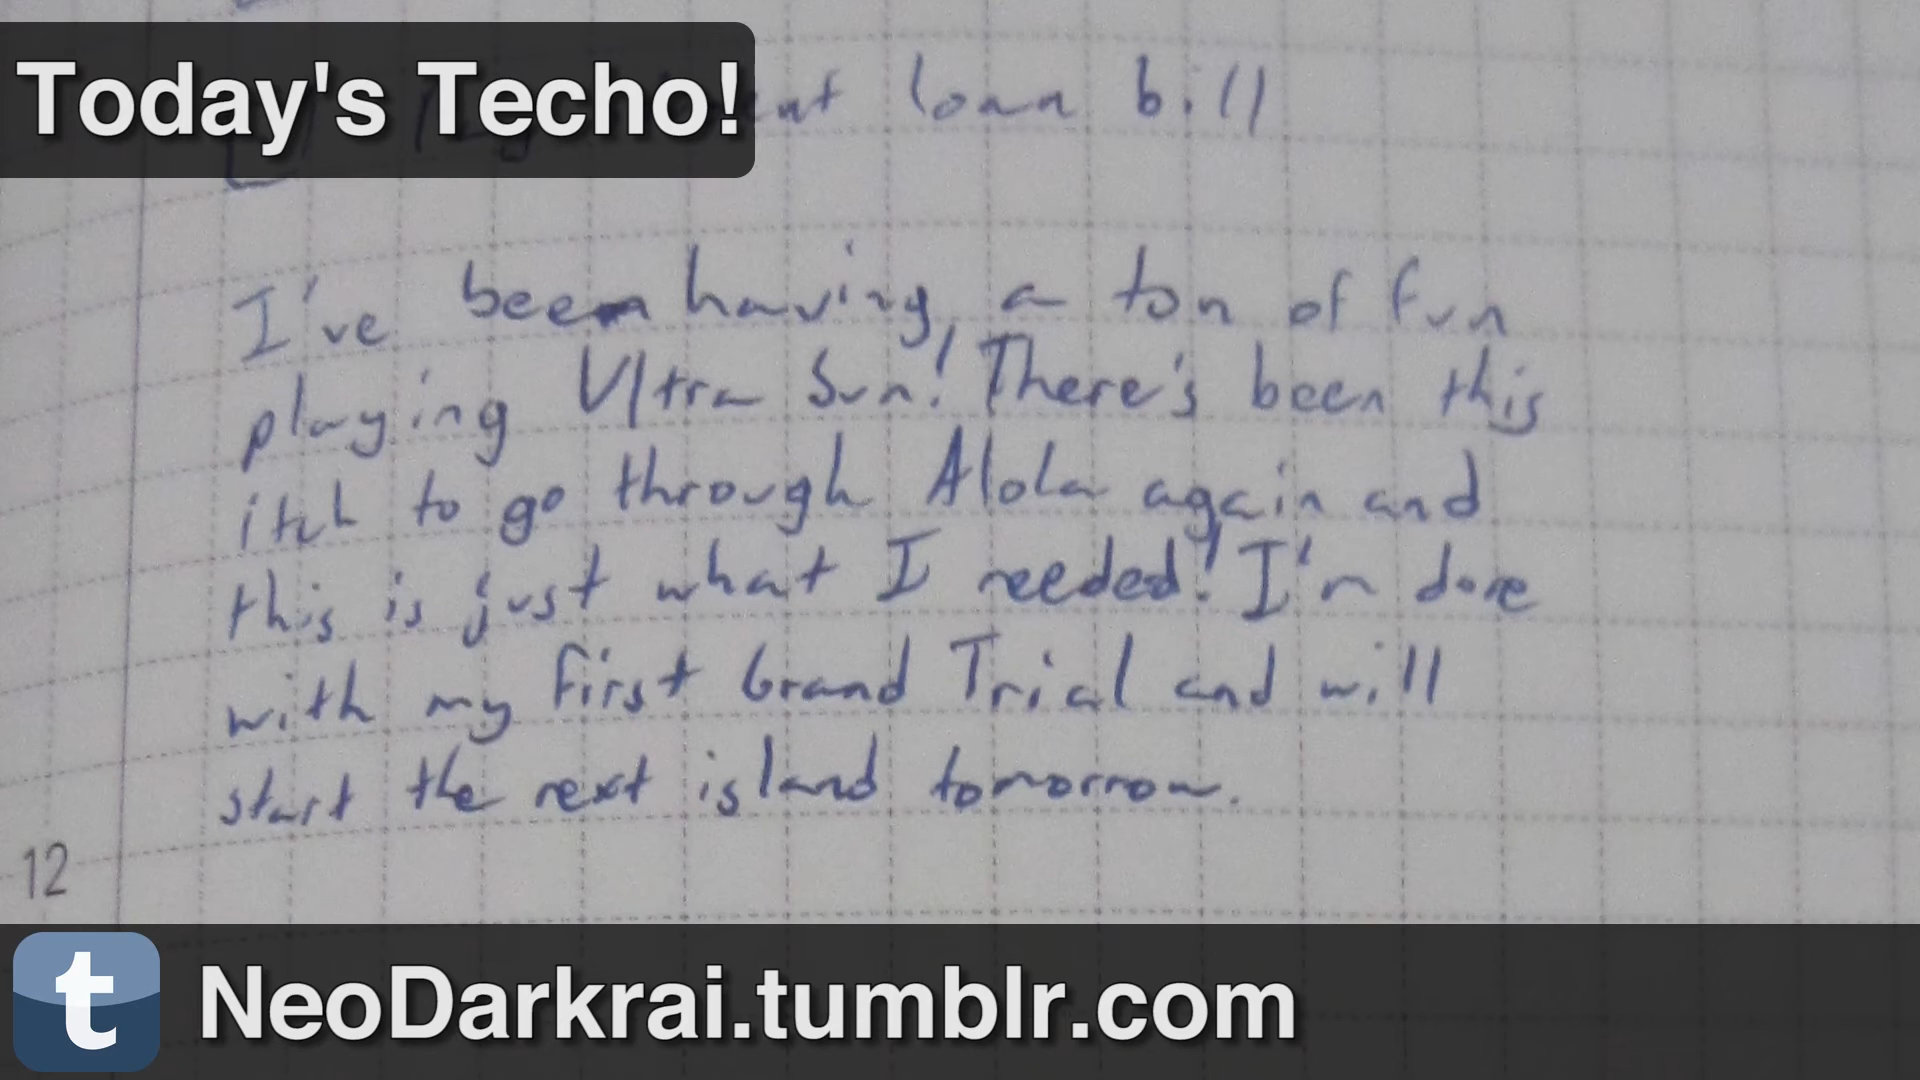 Today's Techo!
loan bill
I've been having a ton of fun
playing Ultra Sun! There's been this
itch to go through Alola again and
this is just what I needed! I'm done
with my first Grand Trial and will
start the next island tomorrow.
12
t NeoDarkrai.tumblr.com